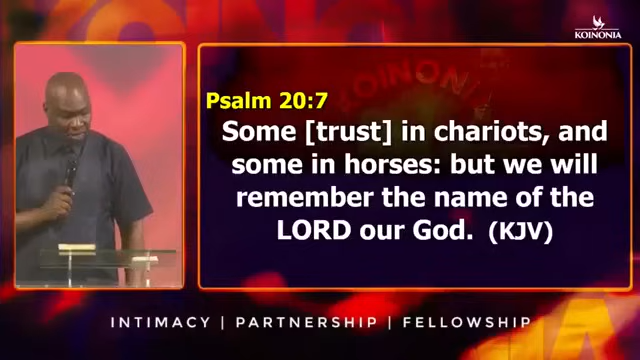 KOINONIA
KOINONIA
Psalm 20:7
Some [trust] in chariots, and
some in horses: but we will
remember the name of the
LORD our God. (KJV)
INTIMACY | PARTNERSHIP | FELLOWSHIP